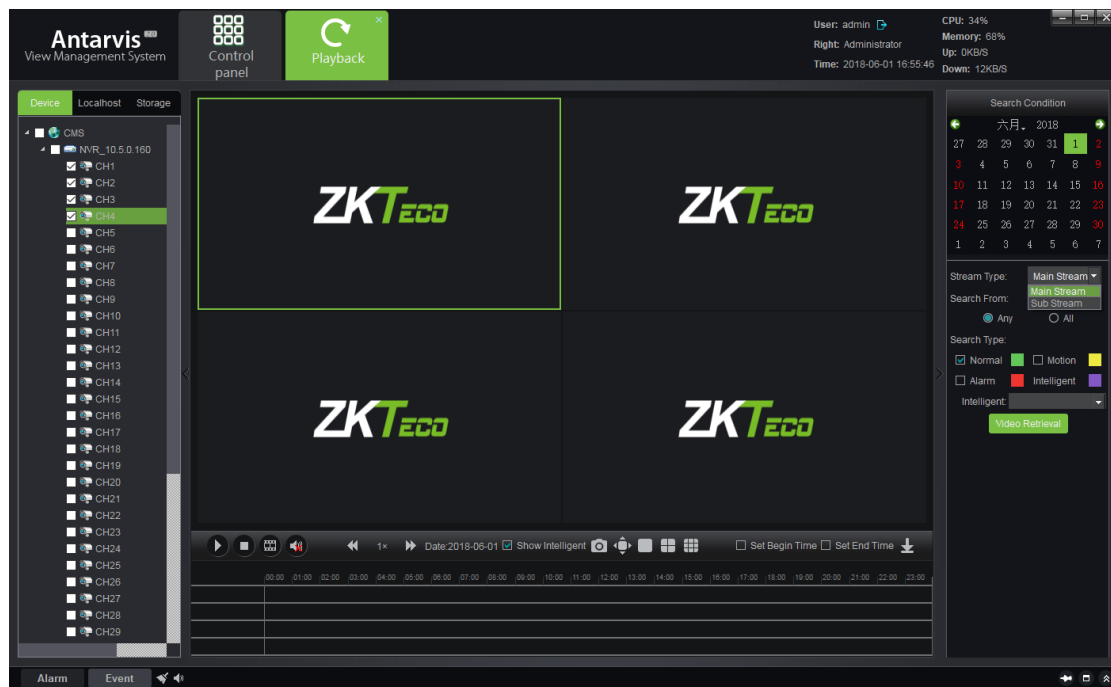 Antarvis 2.0
View Management System
Control
panel
Playback
User: admin
Right: Administrator
Time: 2018-06-01 16:55:46
CPU: 34%
Memory: 68%
Up: 0KB/S
Down: 12KB/S
Device Localhost Storage
CMS
NVR_10.5.0.160
CH1
CH2
CH3
CH4
CH5
CH6
CH7
CH8
CH9
CH10
CH11
CH12
CH13
CH14
CH15
CH16
CH17
CH18
CH19
CH20
CH21
CH22
CH23
CH24
CH25
CH26
CH27
CH28
CH29
ZKTeco
ZKTeco
ZKTeco
ZKTeco
1× Date:2018-06-01 Show Intelligent Set Begin Time Set End Time
00:00 01:00 02:00 03:00 04:00 05:00 06:00 07:00 08:00 09:00 10:00 11:00 12:00 13:00 14:00 15:00 16:00 17:00 18:00 19:00 20:00 21:00 22:00 23:00
Search Condition
六月, 2018
27 28 29 30 31 1 2
3 4 5 6 7 8 9
10 11 12 13 14 15 16
17 18 19 20 21 22 23
24 25 26 27 28 29 30
1 2 3 4 5 6 7
Stream Type: Main Stream
Main Stream
Search From: Sub Stream
Any All
Search Type:
Normal Motion
Alarm Intelligent
Intelligent:
Video Retrieval
Alarm Event